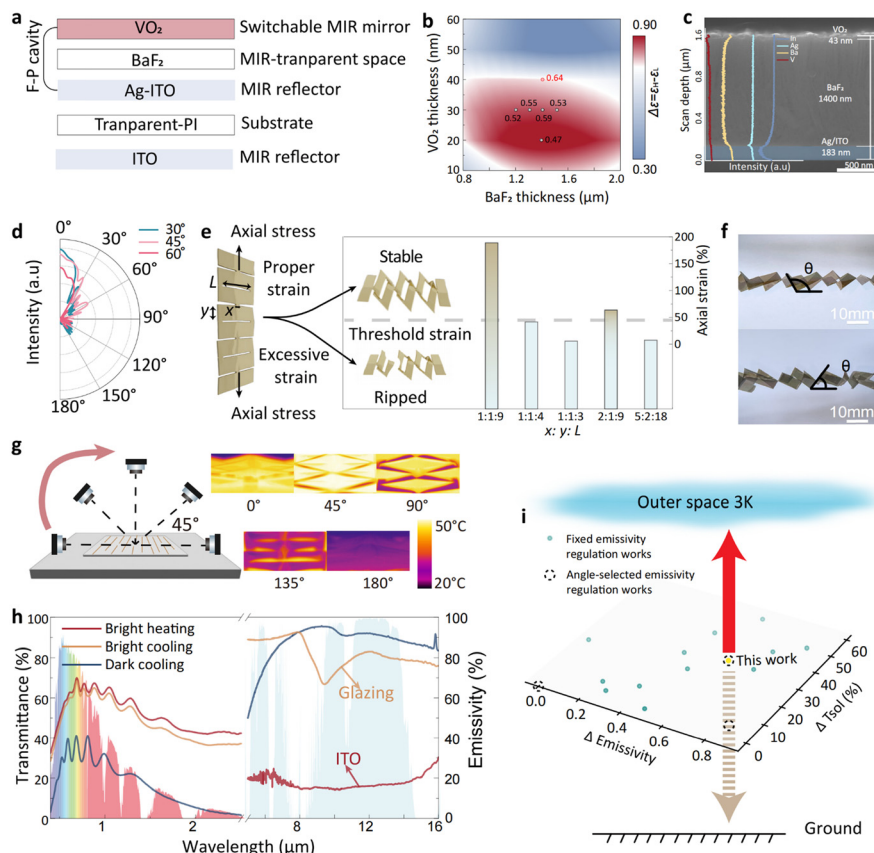 a
F-P cavity
VO₂ Switchable MIR mirror
BaF₂ MIR-tranparent space
Ag-ITO MIR reflector
Tranparent-PI Substrate
ITO MIR reflector
b
VO₂ thickness (nm)
60
50
40
30
20
10
0.64
0.55 0.53
0.52 0.59
0.47
0.8 1.2 1.6 2.0
BaF₂ thickness (μm)
0.90
Δε=εH-εL
0.30
c
Scan depth (μm)
1.6
1.2
0.8
0.4
0.0
In
Ag
Ba
V
VO₂
43 nm
BaF₂
1400 nm
Ag/ITO
183 nm
500 nm
Intensity (a.u)
d
Intensity (a.u)
0°
30°
60°
90°
120°
150°
180°
30°
45°
60°
e
Axial stress
L
y
x
Proper
strain
Excessive
strain
Axial stress
Stable
Threshold strain
Ripped
200
150
100
50
0
Axial strain (%)
1:1:9 1:1:4 1:1:3 2:1:9 5:2:18
x: y: L
f
θ
10mm
θ
10mm
g
45°
0° 45° 90°
135° 180°
50°C
20°C
h
Transmittance (%)
100
80
60
40
20
0
Bright heating
Bright cooling
Dark cooling
Glazing
ITO
100
90
80
70
60
50
40
30
20
10
0
Emissivity (%)
1 2 8 12 16
Wavelength (μm)
i
Outer space 3K
Fixed emissivity
regulation works
Angle-selected emissivity
regulation works
This work
0.0
0.2
0.4
0.6
0.8
Δ Emissivity
0
10
20
30
40
50
60
Δ Tsol (%)
Ground